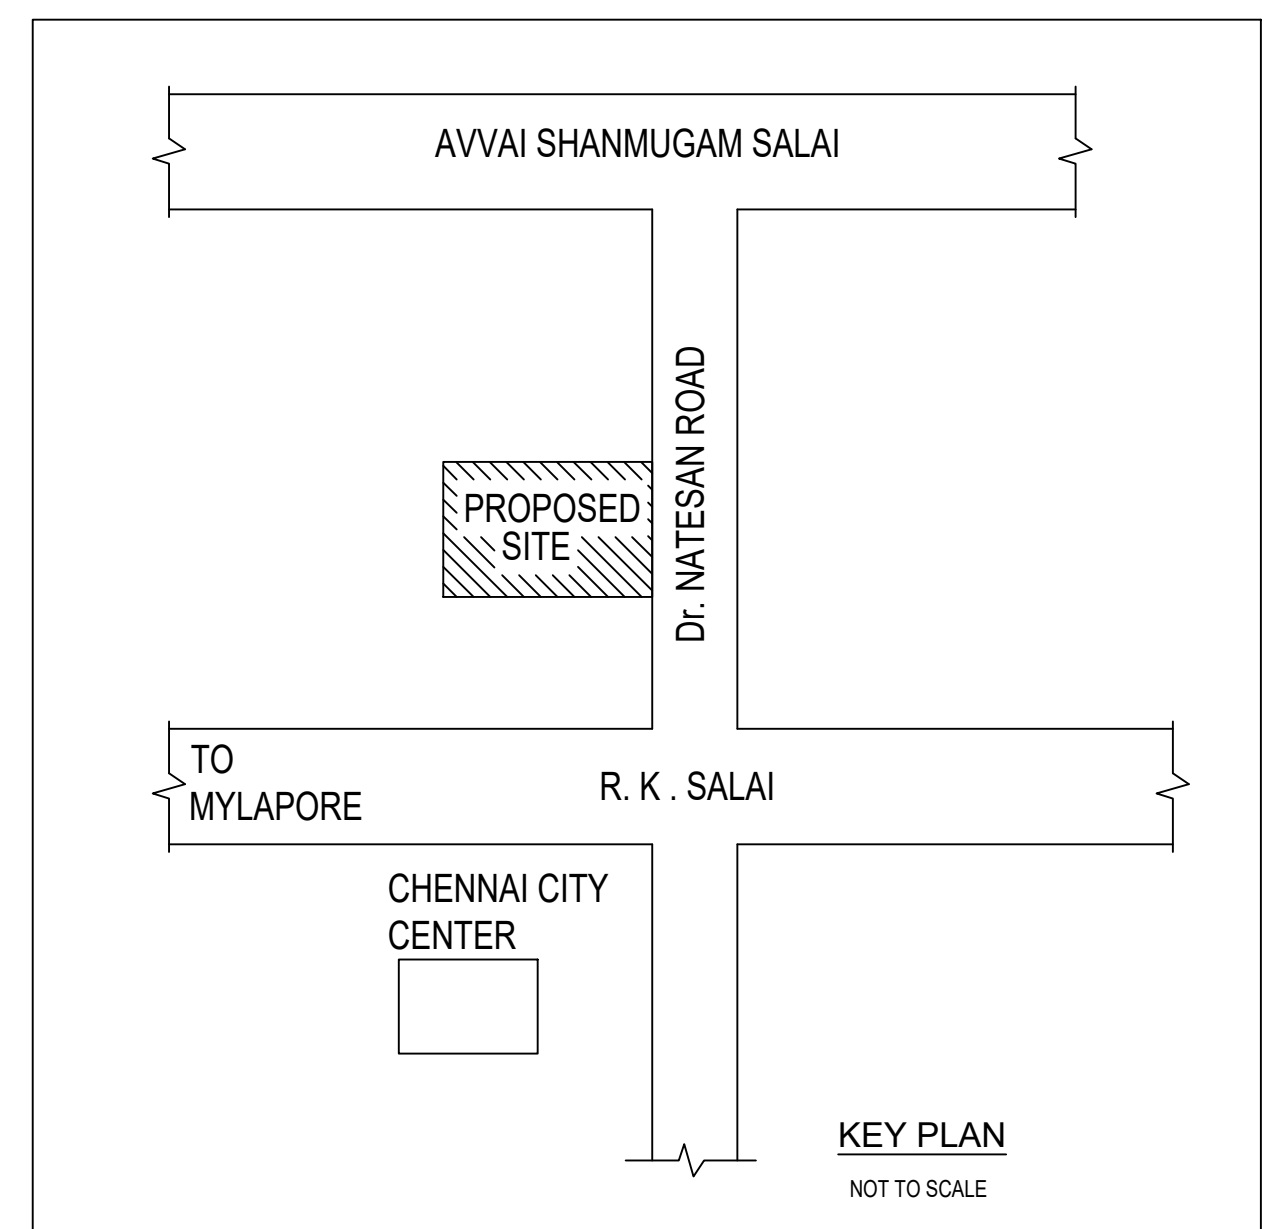 AVVAI SHANMUGAM SALAI
Dr. NATESAN ROAD
PROPOSED
SITE
TO
MYLAPORE
R. K . SALAI
CHENNAI CITY
CENTER
KEY PLAN
NOT TO SCALE